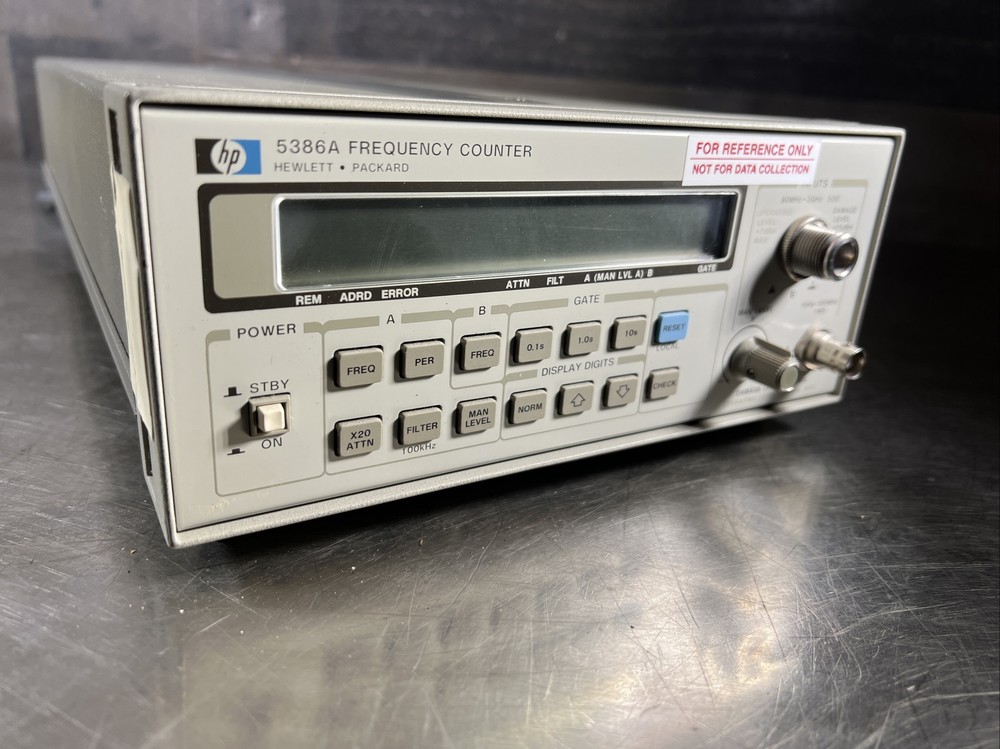 hp
5386A FREQUENCY COUNTER
HEWLETT • PACKARD
FOR REFERENCE ONLY
NOT FOR DATA COLLECTION
REM ADRD ERROR
ATTN FILT A (MAN LVL A) B
GATE
POWER
STBY
ON
A
FREQ
PER
X20
ATTN
FILTER
100kHz
MAN
LEVEL
B
FREQ
GATE
0.1s
1.0s
10s
DISPLAY DIGITS
NORM
RESET
LOCAL
CHECK
DAMAGE
LEVEL